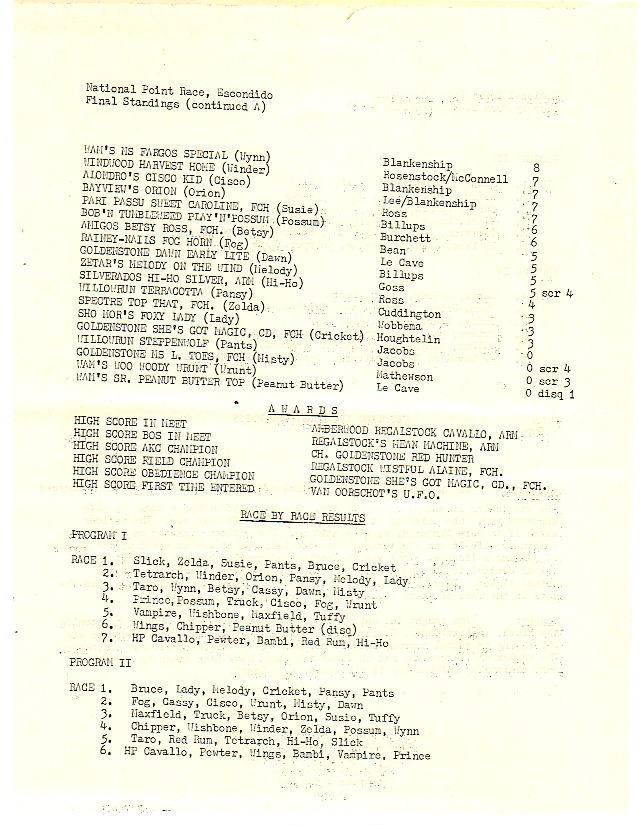 National Point Race, Escondido
Final Standings (continued A)
WAM'S MS FARGOS SPECIAL (Wynn) Blankenship 8
WINDWOOD HARVEST HOME (Winder) Rosenstock/McConnell 7
ALONDRO'S CISCO KID (Cisco) Blankenship 7
BAYVIEW'S ORION (Orion) Lee/Blankenship 7
PARI PASSU SWEET CAROLINE, FCH (Susie) Ross 7
BOB'N TUMBLEWEED PLAY'N'POSSUM (Possum) Billups 6
AMIGOS BETSY ROSS, FCH. (Betsy) Burchett 6
RAINEY-NAILS FOG HORN (Fog) Bean 5
GOLDENSTONE DAWN EARLY LITE (Dawn) Le Cave 5
ZETAR'S MELODY ON THE WIND (Melody) Billups 5
SILVERADOS HI-HO SILVER, ARM (Hi-Ho) Goss 5 scr 4
WILLOWRUN TERRACOTTA (Pansy) Ross 4
SPECTRE TOP THAT, FCH. (Zelda) Cuddington 3
SHO MOR'S FOXY LADY (Lady) Wobbema 3
GOLDENSTONE SHE'S GOT MAGIC, CD, FCH (Cricket) Houghtelin 3
WILLOWRUN STEPPENWOLF (Pants) Jacobs 0
GOLDENSTONE MS L. TOES, FCH (Misty) Jacobs 0 scr 4
WAM'S WOO WOODY WRUNT (Wrunt) Mathewson 0 scr 3
WAM'S SR. PEANUT BUTTER TOP (Peanut Butter) Le Cave 0 disq 1
A W A R D S
HIGH SCORE IN MEET AMBERWOOD REGALSTOCK CAVALLO, ARM
HIGH SCORE BOS IN MEET REGALSTOCK'S MEAN MACHINE, ARM
HIGH SCORE AKC CHAMPION CH. GOLDENSTONE RED HUNTER
HIGH SCORE FIELD CHAMPION REGALSTOCK WISTFUL ALAINE, FCH.
HIGH SCORE OBEDIENCE CHAMPION GOLDENSTONE SHE'S GOT MAGIC, CD., FCH.
HIGH SCORE FIRST TIME ENTERED VAN OORSCHOT'S U.F.O.
RACE BY RACE RESULTS
PROGRAM I
RACE 1. Slick, Zelda, Susie, Pants, Bruce, Cricket
2. Tetrarch, Winder, Orion, Pansy, Melody, Lady
3. Taro, Wynn, Betsy, Cassy, Dawn, Misty
4. Prince, Possum, Truck, Cisco, Fog, Wrunt
5. Vampire, Wishbone, Maxfield, Tuffy
6. Wings, Chipper, Peanut Butter (disq)
7. HP Cavallo, Pewter, Bambi, Red Rum, Hi-Ho
PROGRAM II
RACE 1. Bruce, Lady, Melody, Cricket, Pansy, Pants
2. Fog, Cassy, Cisco, Wrunt, Misty, Dawn
3. Maxfield, Truck, Betsy, Orion, Susie, Tuffy
4. Chipper, Wishbone, Winder, Zelda, Possum, Wynn
5. Taro, Red Rum, Tetrarch, Hi-Ho, Slick
6. HP Cavallo, Pewter, Wings, Bambi, Vampire, Prince